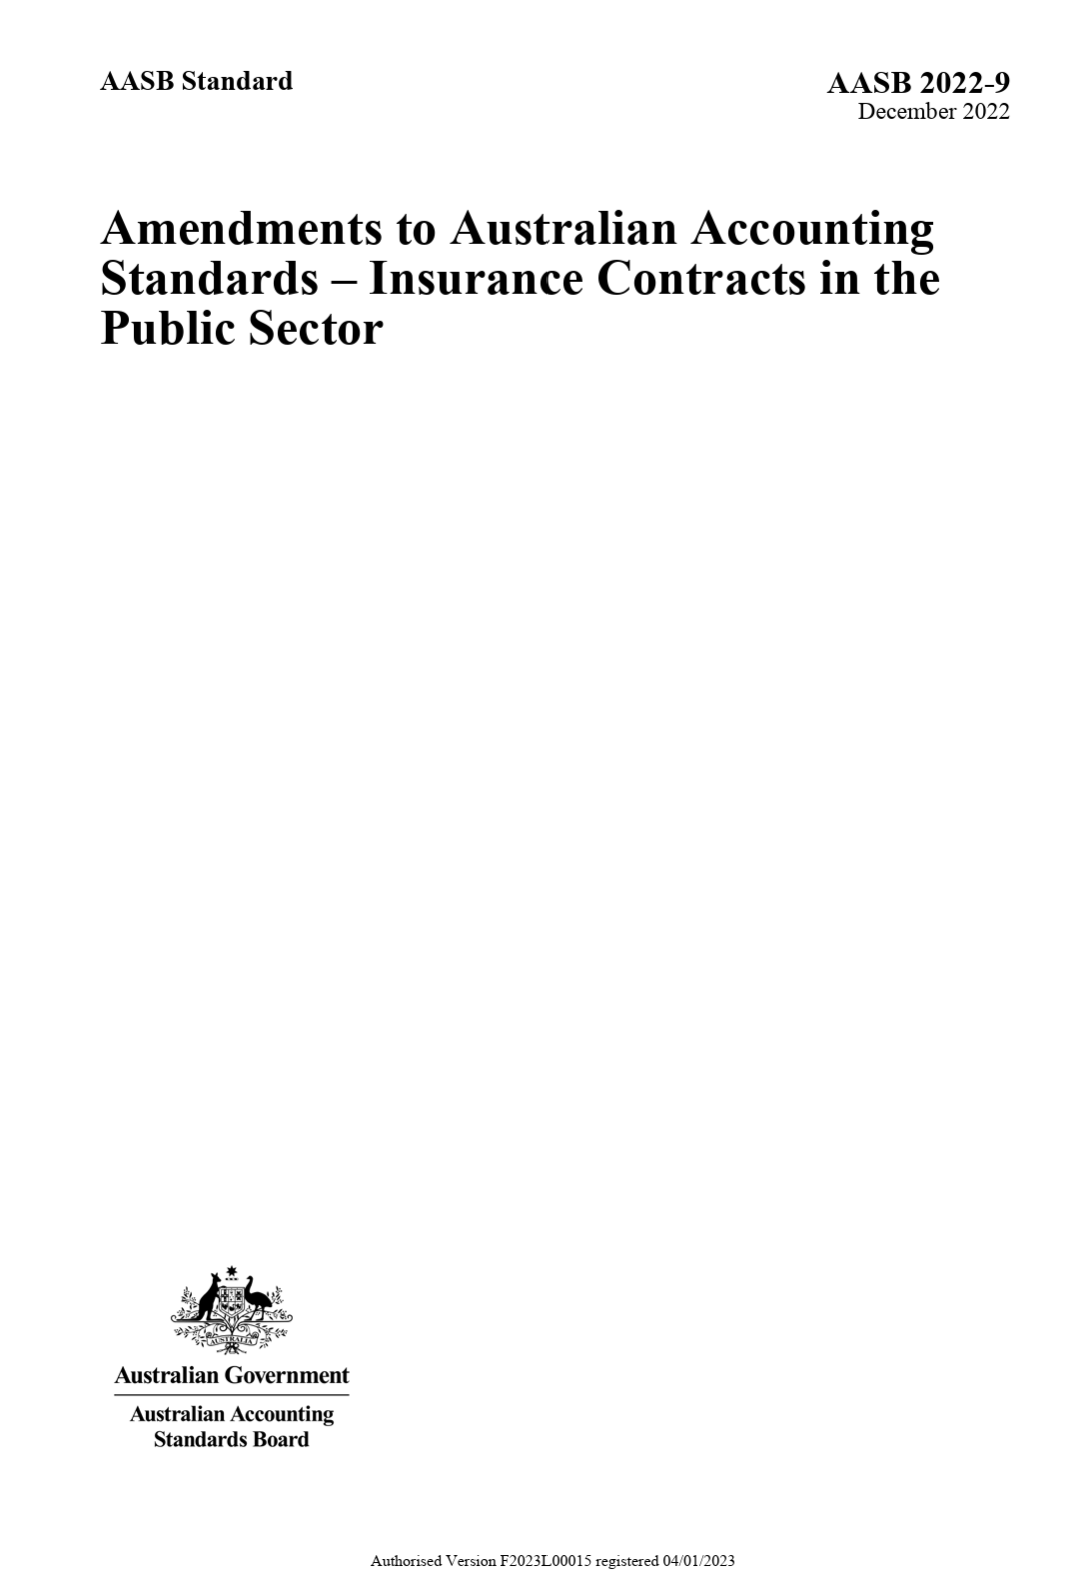 AASB Standard
AASB 2022-9
December 2022
Amendments to Australian Accounting
Standards – Insurance Contracts in the
Public Sector
AUSTRALIA
Australian Government
Australian Accounting
Standards Board
Authorised Version F2023L00015 registered 04/01/2023